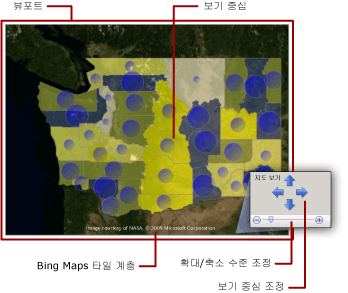 뷰포트
보기 중심
지도 보기
Image courtesy of NASA, © 2009 Microsoft Corporation
Bing Maps 타일 계층
확대/축소 수준 조정
보기 중심 조정